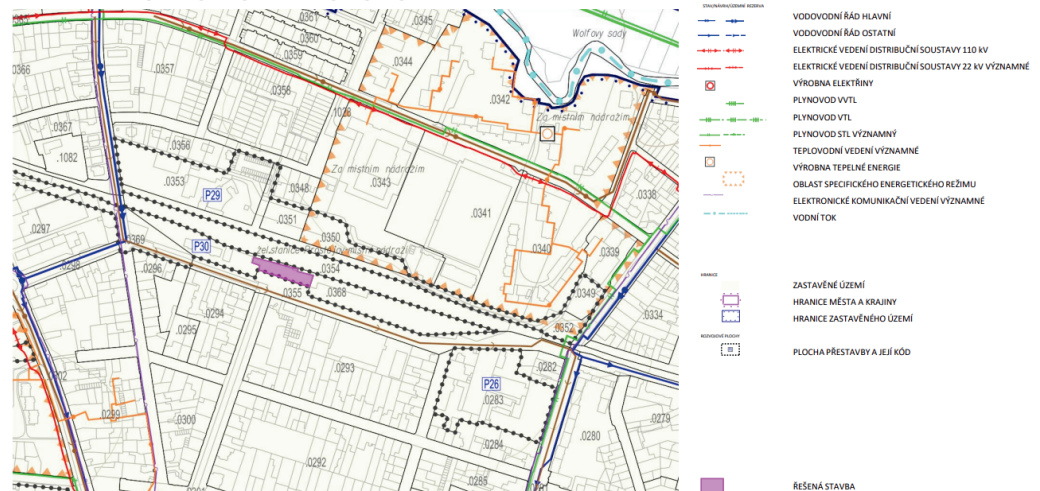 STAV/NÁVRH/ÚZEMNÍ REZERVA
VODOVODNÍ ŘÁD HLAVNÍ
VODOVODNÍ ŘÁD OSTATNÍ
ELEKTRICKÉ VEDENÍ DISTRIBUČNÍ SOUSTAVY 110 kV
ELEKTRICKÉ VEDENÍ DISTRIBUČNÍ SOUSTAVY 22 kV VÝZNAMNÉ
VÝROBNA ELEKTŘINY
PLYNOVOD VVTL
PLYNOVOD VTL
PLYNOVOD STL VÝZNAMNÝ
TEPLOVODNÍ VEDENÍ VÝZNAMNÉ
VÝROBNA TEPELNÉ ENERGIE
OBLAST SPECIFICKÉHO ENERGETICKÉHO REŽIMU
ELEKTRONICKÉ KOMUNIKAČNÍ VEDENÍ VÝZNAMNÉ
VODNÍ TOK
HRANICE
ZASTAVĚNÉ ÚZEMÍ
HRANICE MĚSTA A KRAJINY
HRANICE ZASTAVĚNÉHO ÚZEMÍ
ROZVOJOVÉ PLOCHY
PLOCHA PŘESTAVBY A JEJÍ KÓD
ŘEŠENÁ STAVBA
.0361
.0345
.0360
Wolfovy sady
.0359
.0344
.0366
.0357
.0342
.0358
.1028
Za místním nádražím
.0367
.1082
.0356
.0353
Za místním nádražím
.0343
P29
.0348
.0338
.0351
.0341
.0297
.0350
.0369
P30
.0340
.0339
.0298
.0296
.0354
.0355
.0368
.0349
.0294
.0334
.0295
.0352
.0293
.0282
P26
.0283
.0299
.0300
.0279
.0284
.0280
.0292
.0285